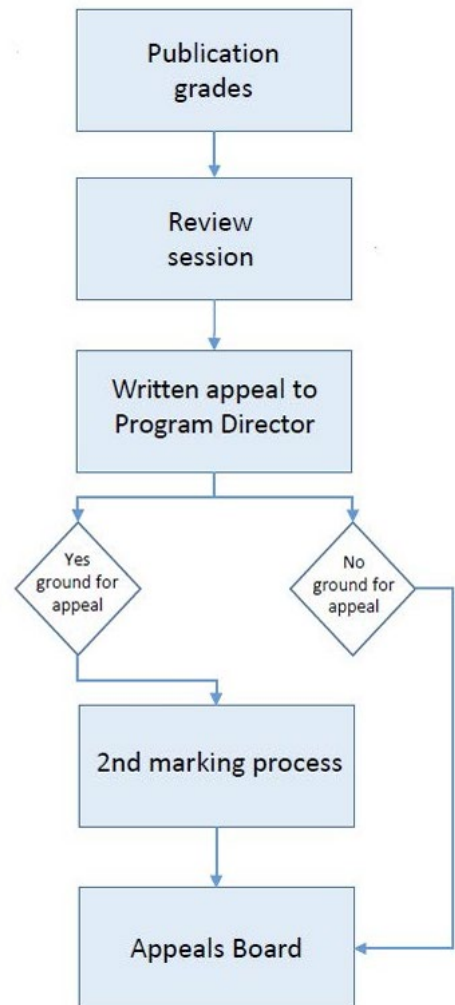 Publication
grades
Review
session
Written appeal to
Program Director
Yes
ground for
appeal
No
ground for
appeal
2nd marking process
Appeals Board